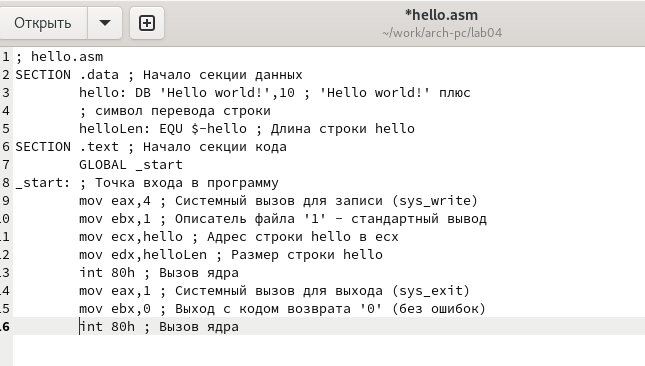 Открыть
*hello.asm
~/work/arch-pc/lab04
1 ; hello.asm
2 SECTION .data ; Начало секции данных
3 hello: DB 'Hello world!',10 ; 'Hello world!' плюс
4 ; символ перевода строки
5 helloLen: EQU $-hello ; Длина строки hello
6 SECTION .text ; Начало секции кода
7 GLOBAL _start
8 _start: ; Точка входа в программу
9 mov eax,4 ; Системный вызов для записи (sys_write)
10 mov ebx,1 ; Описатель файла '1' - стандартный вывод
11 mov ecx,hello ; Адрес строки hello в ecx
12 mov edx,helloLen ; Размер строки hello
13 int 80h ; Вызов ядра
14 mov eax,1 ; Системный вызов для выхода (sys_exit)
15 mov ebx,0 ; Выход с кодом возврата '0' (без ошибок)
16 int 80h ; Вызов ядра